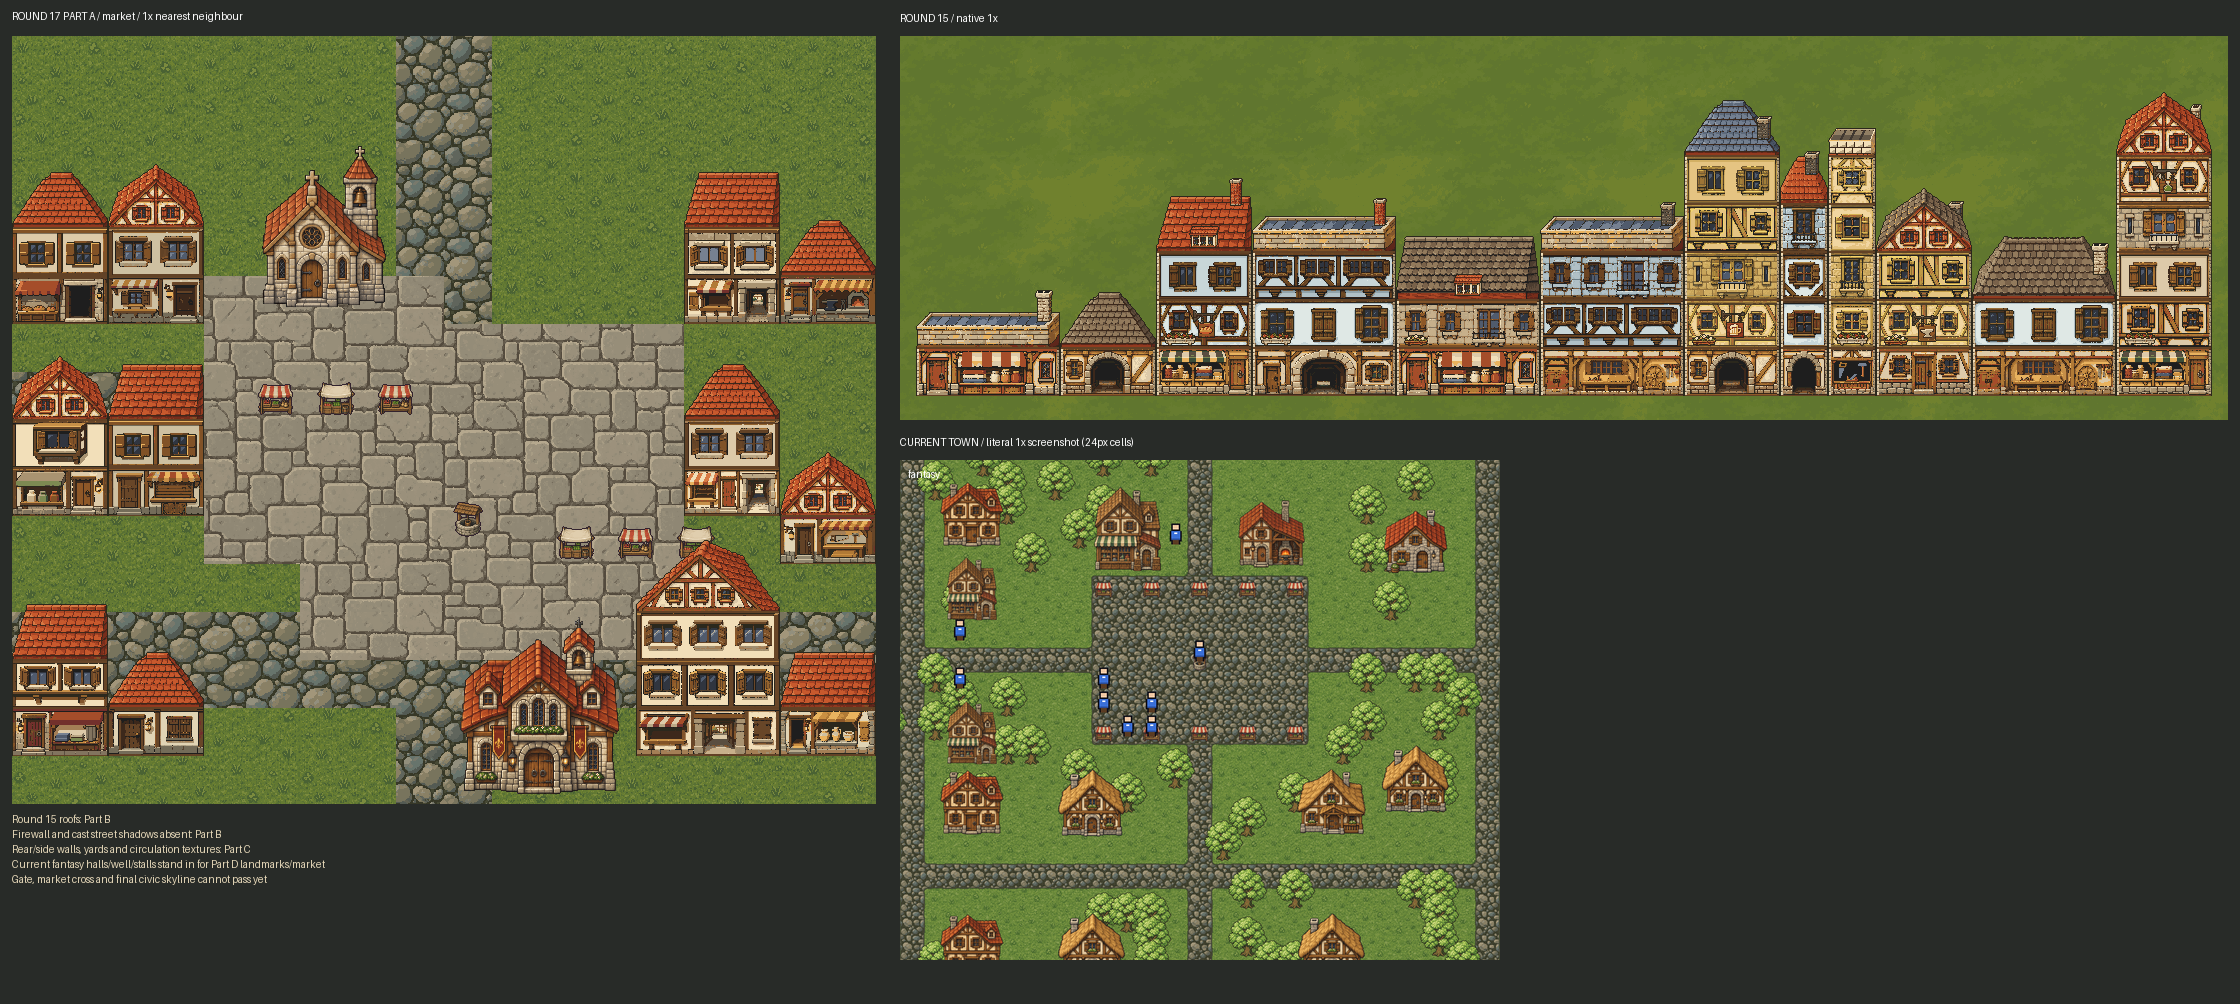 ROUND 17 PART A / market / 1x nearest neighbour
ROUND 15 / native 1x
CURRENT TOWN / literal 1x screenshot (24px cells)
fantasy
Round 15 roofs: Part B
Firewall and cast street shadows absent: Part B
Rear/side walls, yards and circulation textures: Part C
Current fantasy halls/well/stalls stand in for Part D landmarks/market
Gate, market cross and final civic skyline cannot pass yet